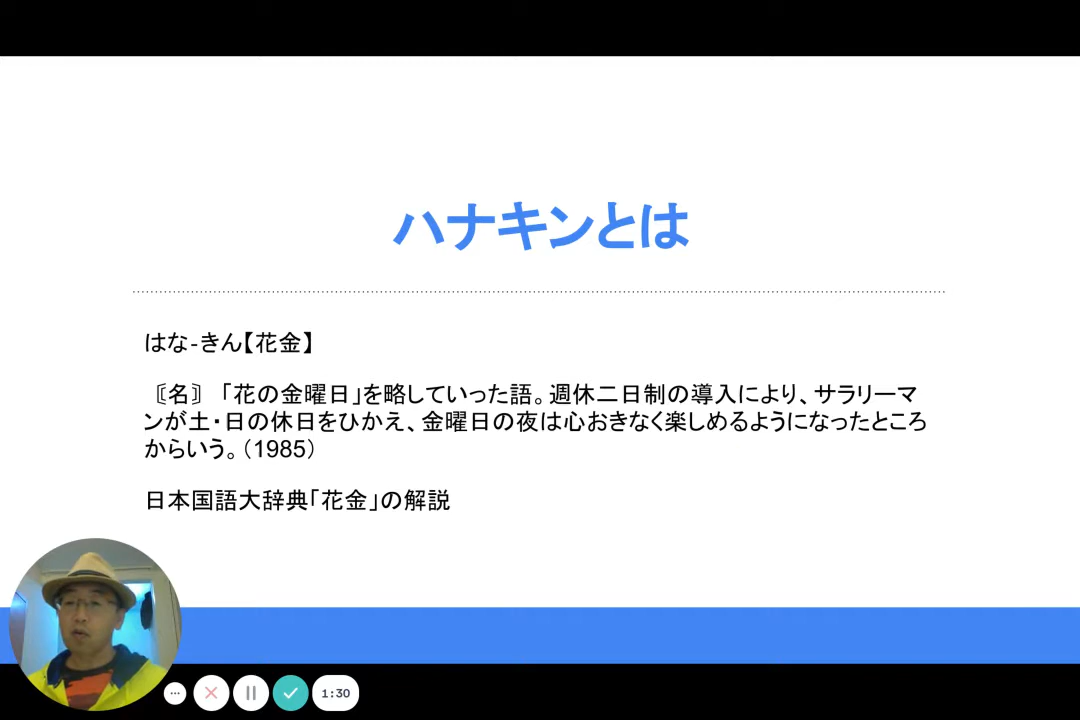 ハナキンとは
はな-きん【花金】
〘名〙 「花の金曜日」を略していった語。週休二日制の導入により、サラリーマ
ンが土・日の休日をひかえ、金曜日の夜は心おきなく楽しめるようになったところ
からいう。（1985）
日本国語大辞典「花金」の解説
1:30